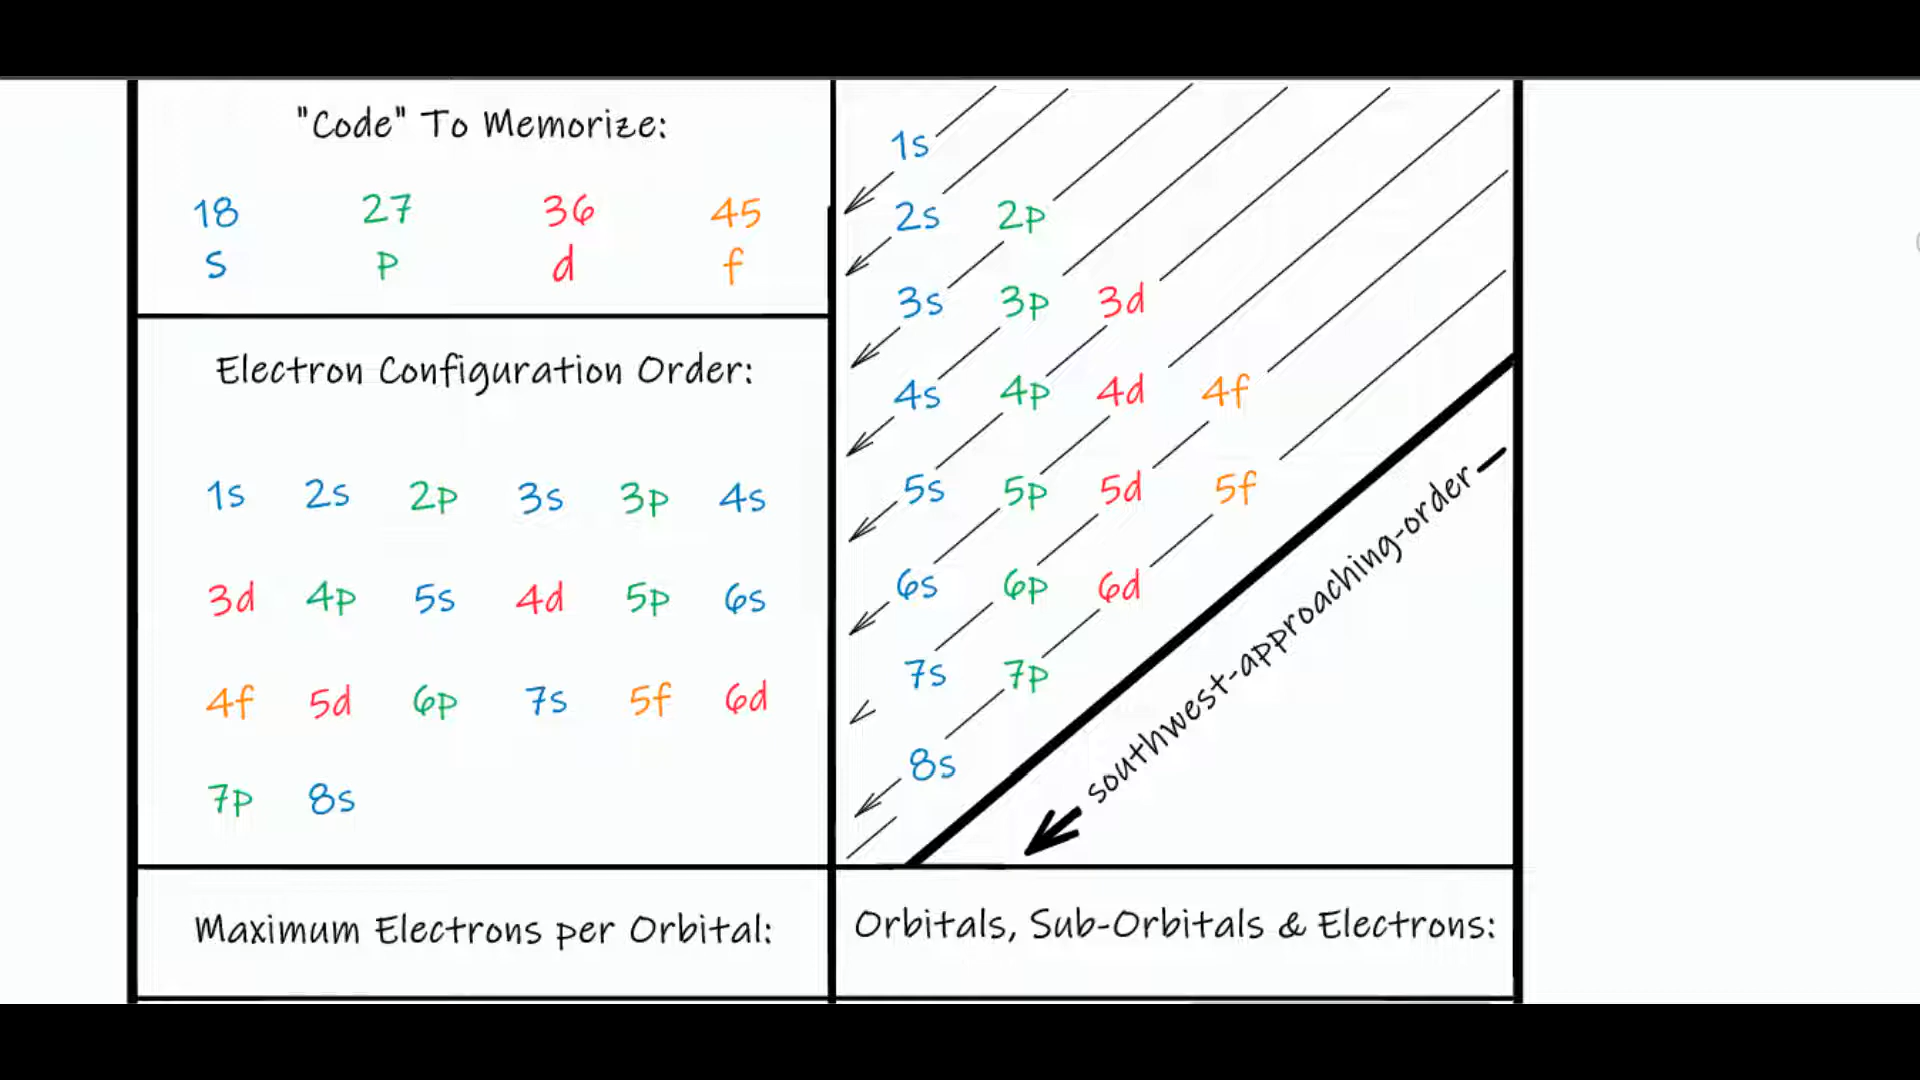 "Code" To Memorize:
18 27 36 45
s p d f
Electron Configuration Order:
1s 2s 2p 3s 3p 4s
3d 4p 5s 4d 5p 6s
4f 5d 6p 7s 5f 6d
7p 8s
1s
2s 2p
3s 3p 3d
4s 4p 4d 4f
5s 5p 5d 5f
6s 6p 6d
7s 7p
8s
southwest-approaching-order
Maximum Electrons per Orbital:
Orbitals, Sub-Orbitals & Electrons: